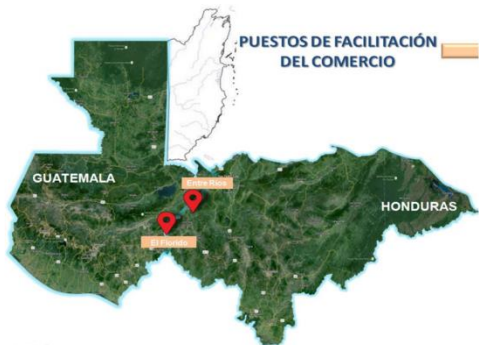 PUESTOS DE FACILITACIÓN
DEL COMERCIO
GUATEMALA
Entre Ríos
HONDURAS
El Florido